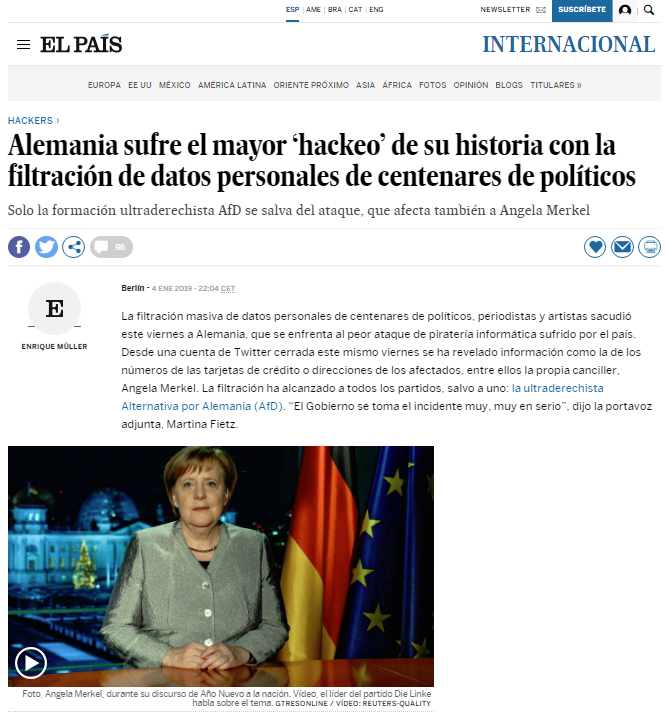 ESP | AME | BRA | CAT | ENG
NEWSLETTER
SUSCRÍBETE
EL PAÍS
INTERNACIONAL
EUROPA EE UU MÉXICO AMÉRICA LATINA ORIENTE PRÓXIMO ASIA ÁFRICA FOTOS OPINIÓN BLOGS TITULARES »
HACKERS ›
Alemania sufre el mayor ‘hackeo’ de su historia con la
filtración de datos personales de centenares de políticos
Solo la formación ultraderechista AfD se salva del ataque, que afecta también a Angela Merkel
96
E
ENRIQUE MÜLLER
Berlín · 4 ENE 2019 - 22:04 CET
La filtración masiva de datos personales de centenares de políticos, periodistas y artistas sacudió
este viernes a Alemania, que se enfrenta al peor ataque de piratería informática sufrido por el país.
Desde una cuenta de Twitter cerrada este mismo viernes se ha revelado información como la de los
números de las tarjetas de crédito o direcciones de los afectados, entre ellos la propia canciller,
Angela Merkel. La filtración ha alcanzado a todos los partidos, salvo a uno: la ultraderechista
Alternativa por Alemania (AfD). “El Gobierno se toma el incidente muy, muy en serio”, dijo la portavoz
adjunta, Martina Fietz.
Foto, Angela Merkel, durante su discurso de Año Nuevo a la nación. Vídeo, el líder del partido Die Linke
habla sobre el tema. GTRESONLINE / VÍDEO: REUTERS-QUALITY